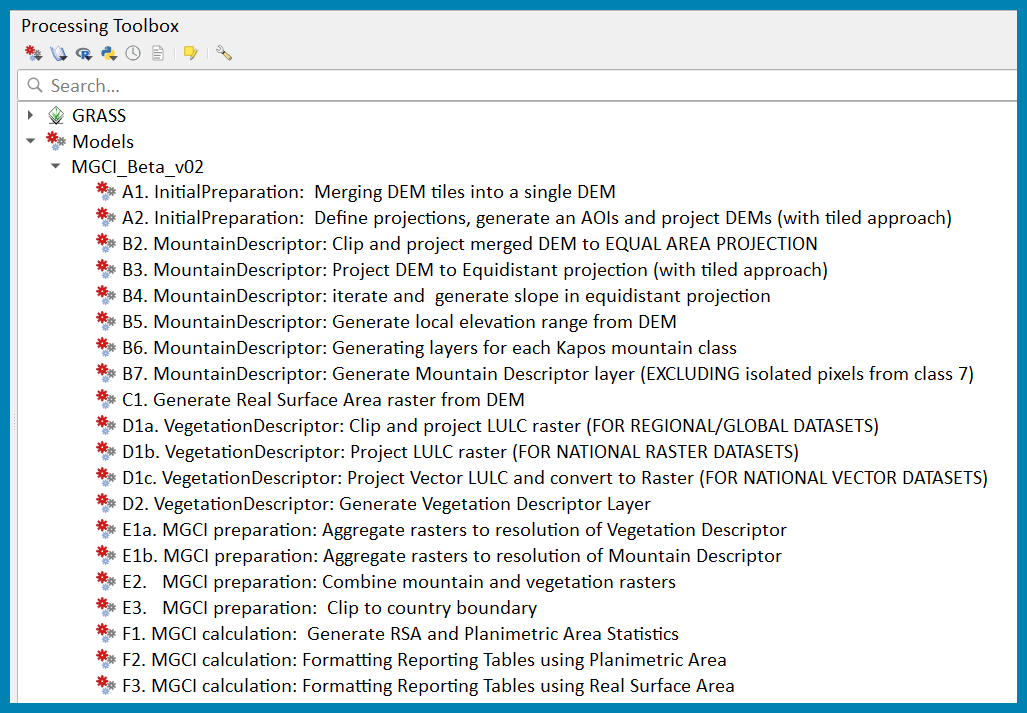 Processing Toolbox
Search...
GRASS
Models
MGCI_Beta_v02
A1. InitialPreparation:  Merging DEM tiles into a single DEM
A2. InitialPreparation:  Define projections, generate an AOIs and project DEMs (with tiled approach)
B2. MountainDescriptor: Clip and project merged DEM to EQUAL AREA PROJECTION
B3. MountainDescriptor: Project DEM to Equidistant projection (with tiled approach)
B4. MountainDescriptor: iterate and  generate slope in equidistant projection
B5. MountainDescriptor: Generate local elevation range from DEM
B6. MountainDescriptor: Generating layers for each Kapos mountain class
B7. MountainDescriptor: Generate Mountain Descriptor layer (EXCLUDING isolated pixels from class 7)
C1. Generate Real Surface Area raster from DEM
D1a. VegetationDescriptor: Clip and project LULC raster (FOR REGIONAL/GLOBAL DATASETS)
D1b. VegetationDescriptor: Project LULC raster (FOR NATIONAL RASTER DATASETS)
D1c. VegetationDescriptor: Project Vector LULC and convert to Raster (FOR NATIONAL VECTOR DATASETS)
D2. VegetationDescriptor: Generate Vegetation Descriptor Layer
E1a. MGCI preparation: Aggregate rasters to resolution of Vegetation Descriptor
E1b. MGCI preparation: Aggregate rasters to resolution of Mountain Descriptor
E2.   MGCI preparation: Combine mountain and vegetation rasters
E3.   MGCI preparation:  Clip to country boundary
F1. MGCI calculation:  Generate RSA and Planimetric Area Statistics
F2. MGCI calculation: Formatting Reporting Tables using Planimetric Area
F3. MGCI calculation: Formatting Reporting Tables using Real Surface Area